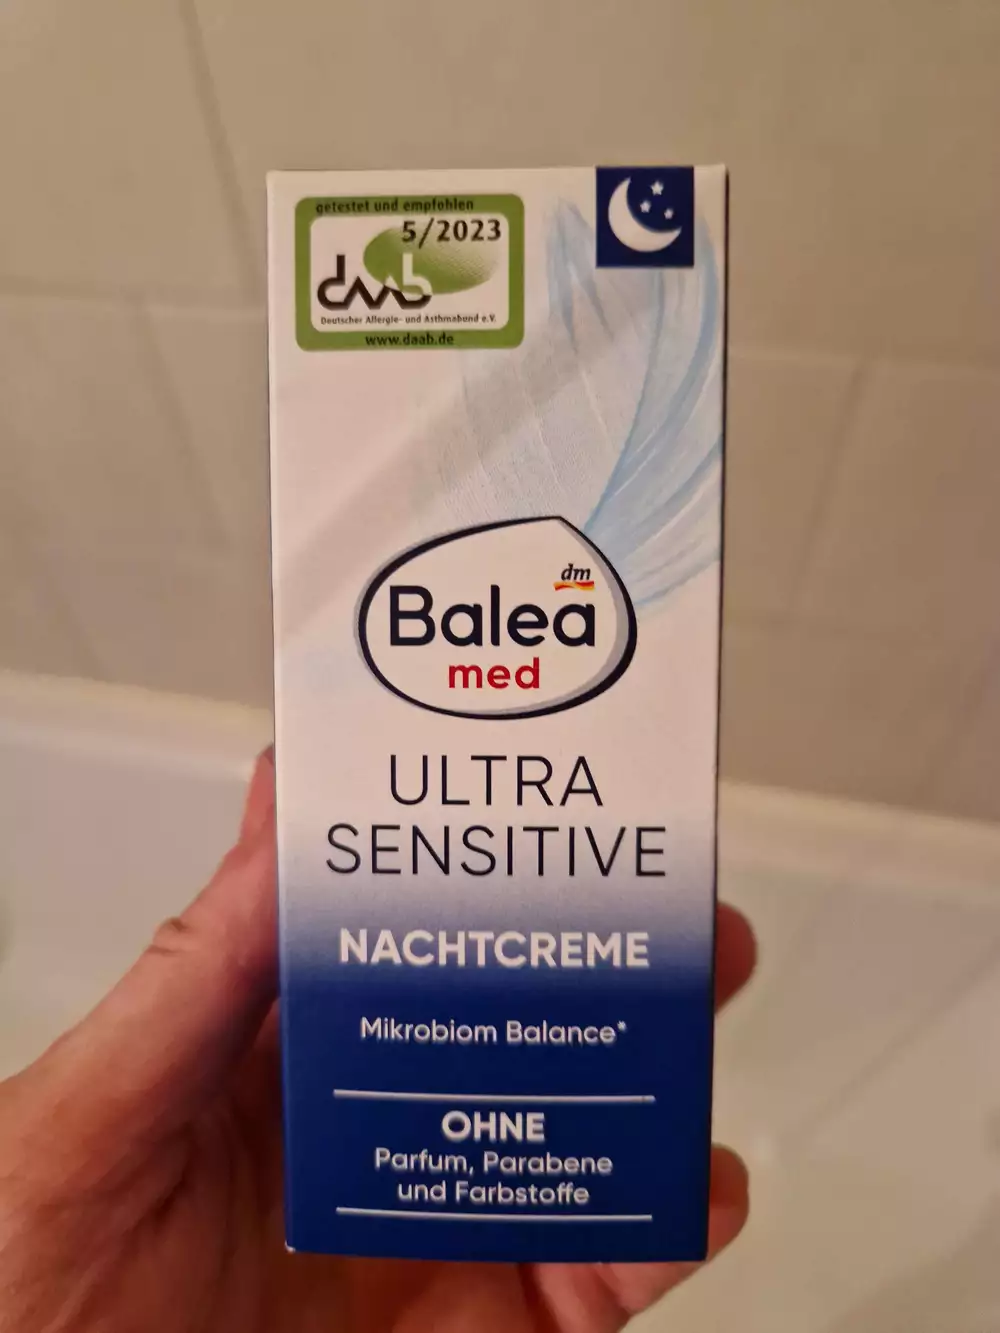 getestet und empfohlen
5/2023
daab
Deutscher Allergie- und Asthmabund e.V.
www.daab.de
dm
Balea
med
ULTRA
SENSITIVE
NACHTCREME
Mikrobiom Balance*
OHNE
Parfum, Parabene
und Farbstoffe